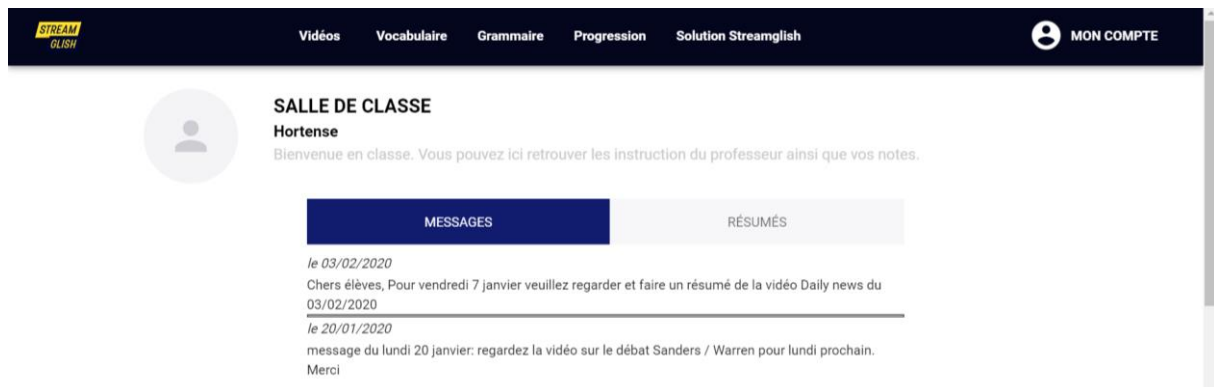 STREAM
GLISH
Vidéos Vocabulaire Grammaire Progression Solution Streamglish
MON COMPTE
SALLE DE CLASSE
Hortense
Bienvenue en classe. Vous pouvez ici retrouver les instruction du professeur ainsi que vos notes.
MESSAGES RÉSUMÉS
le 03/02/2020
Chers élèves, Pour vendredi 7 janvier veuillez regarder et faire un résumé de la vidéo Daily news du
03/02/2020
le 20/01/2020
message du lundi 20 janvier: regardez la vidéo sur le débat Sanders / Warren pour lundi prochain.
Merci